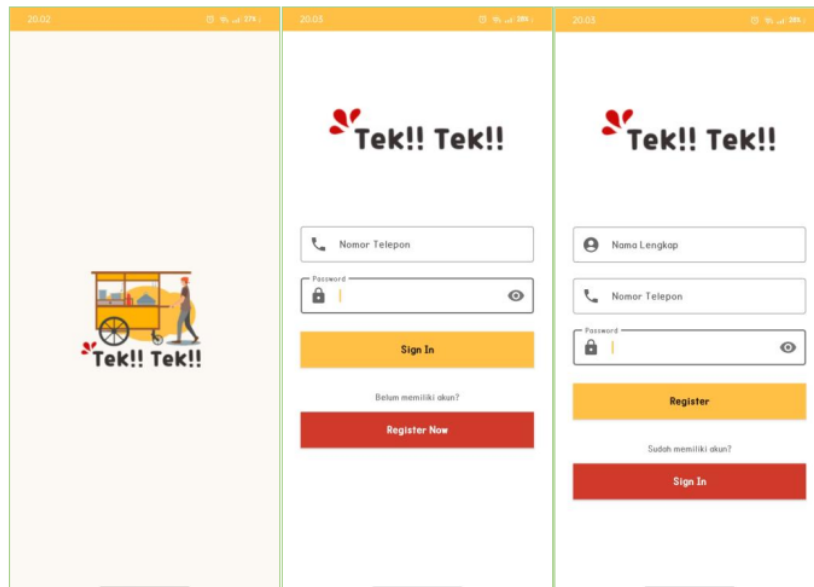 20.02
27%
Tek!! Tek!!
20.03
Tek!! Tek!!
Nomor Telepon
Password
Sign In
Belum memiliki akun?
Register Now
20.03
Tek!! Tek!!
Nama Lengkap
Nomor Telepon
Password
Register
Sudah memiliki akun?
Sign In